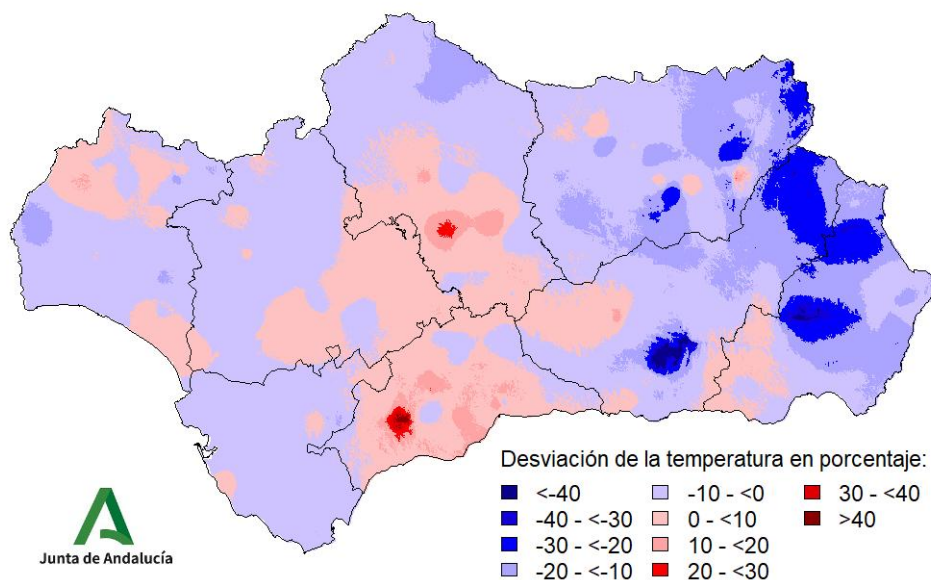 Desviación de la temperatura en porcentaje:
<-40
-40 - <-30
-30 - <-20
-20 - <-10
-10 - <0
0 - <10
10 - <20
20 - <30
30 - <40
>40
Junta de Andalucía